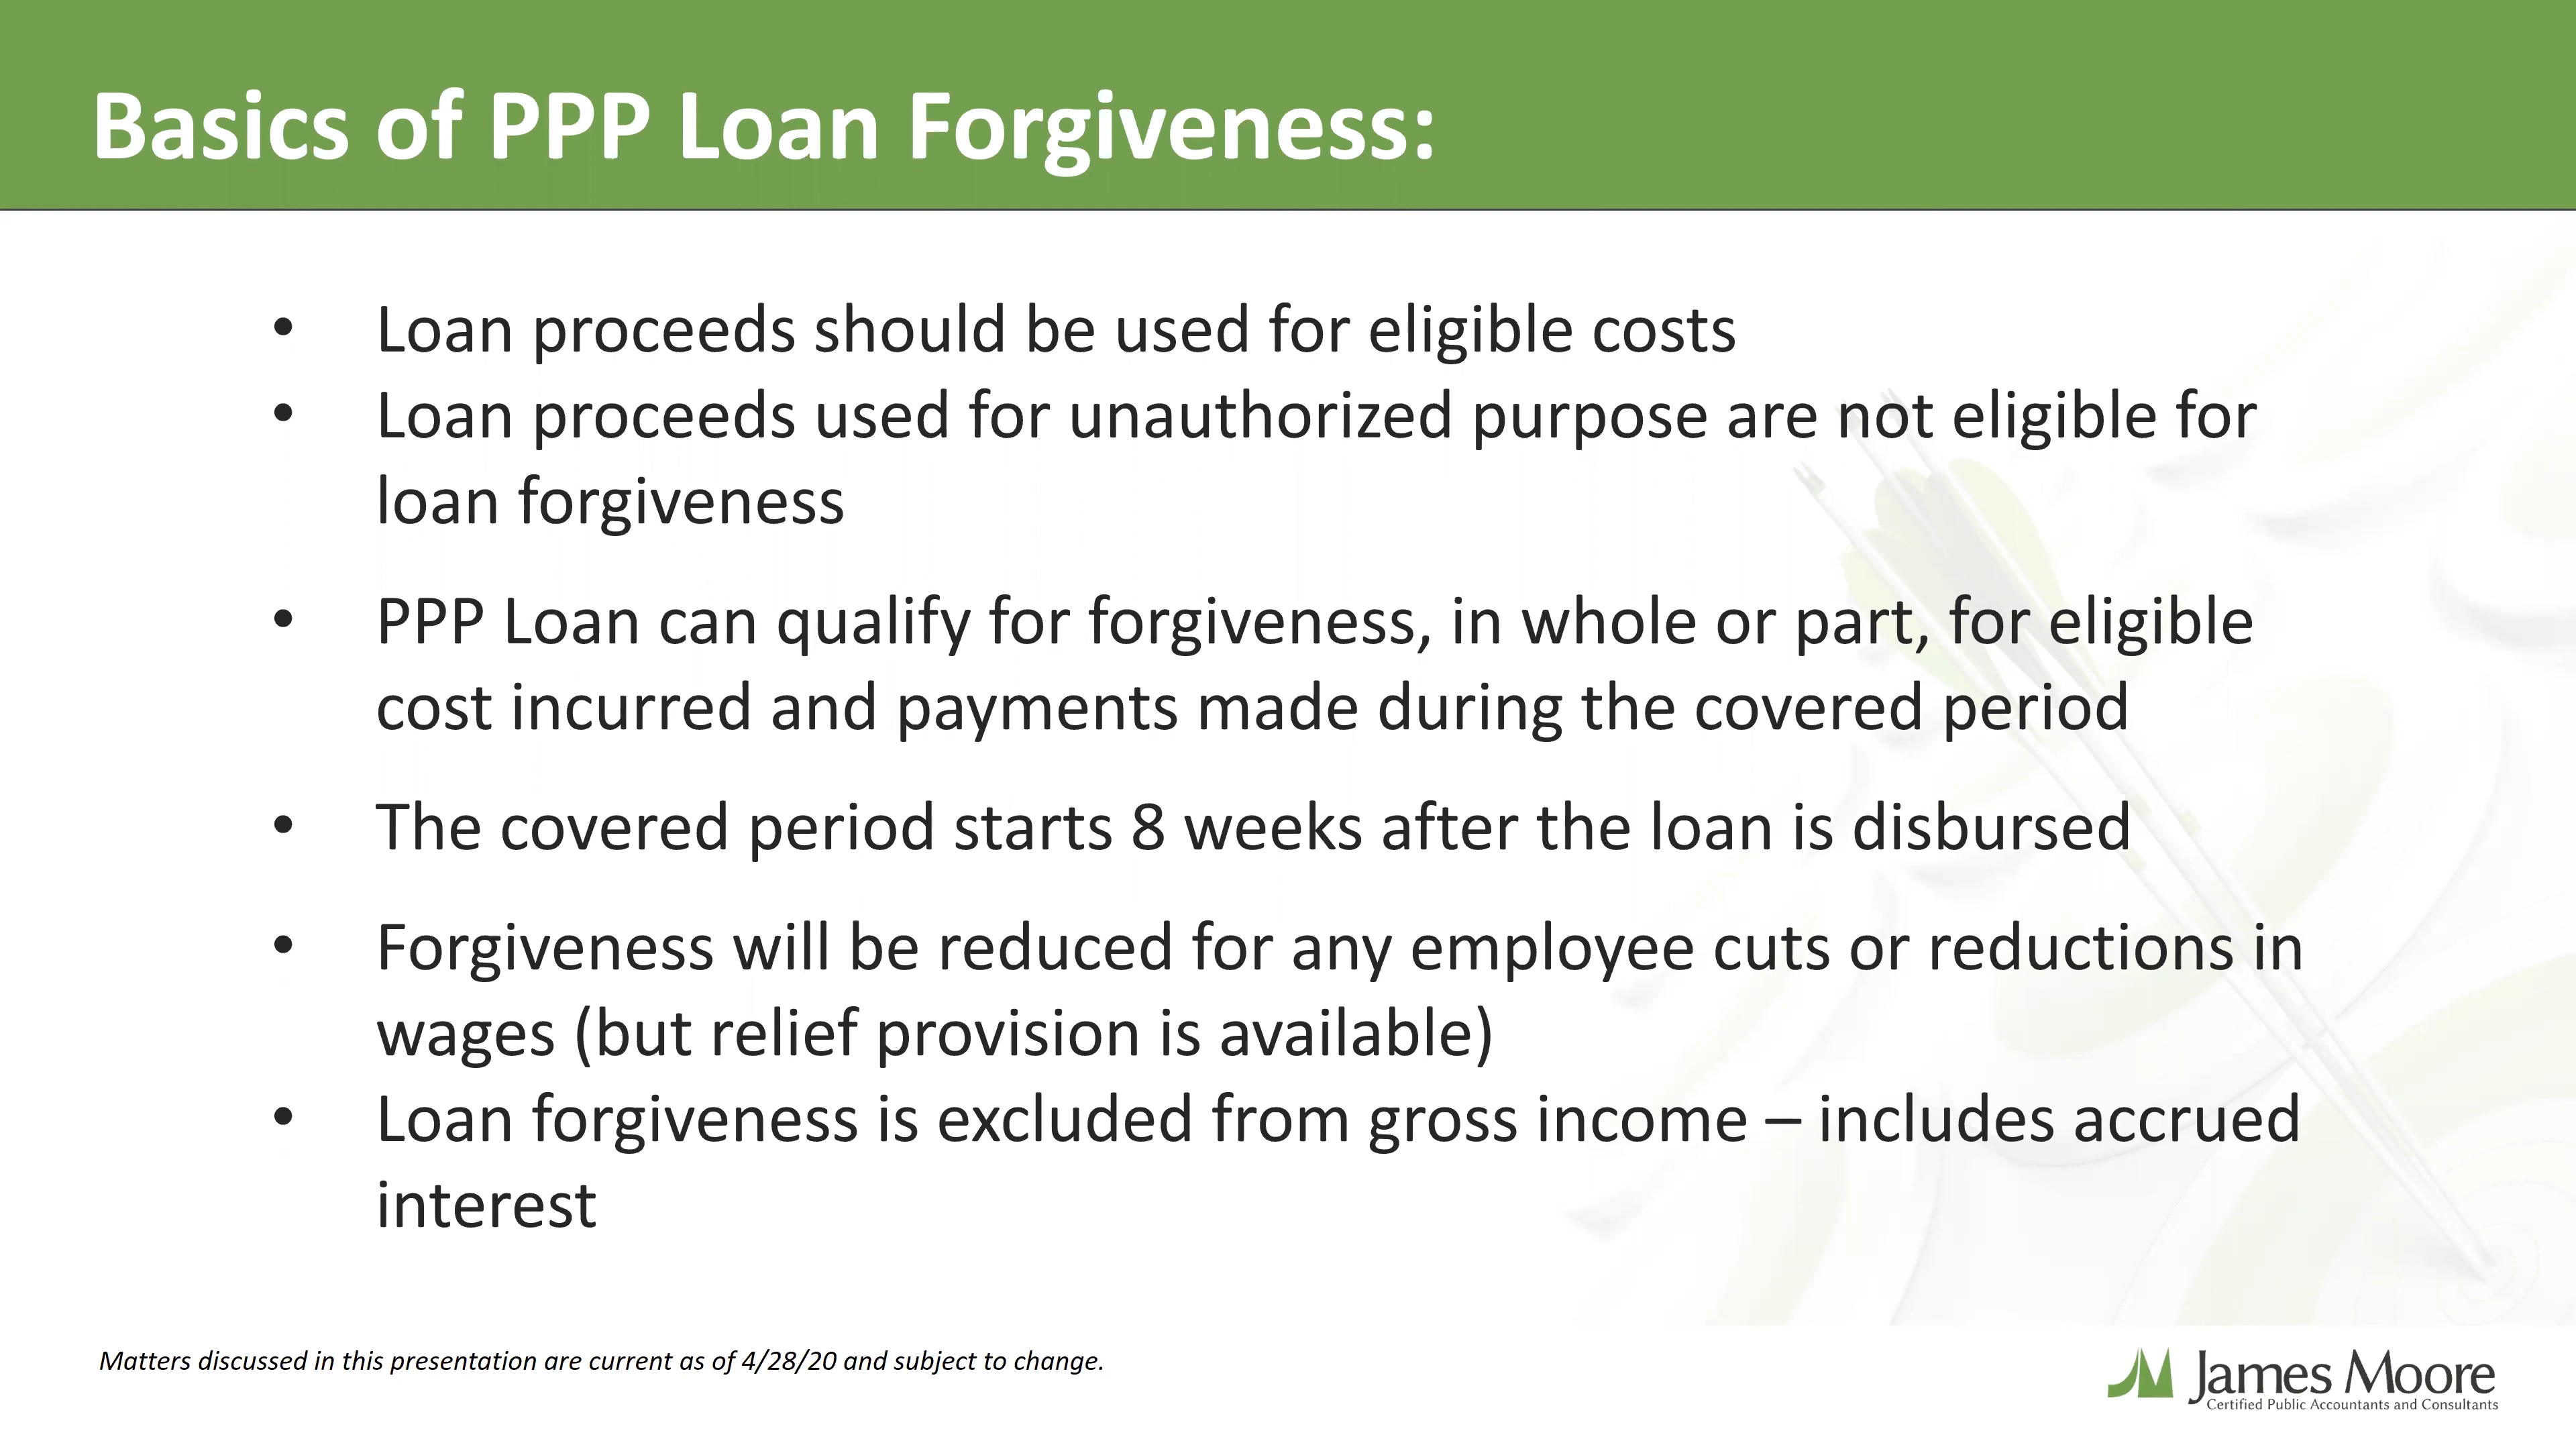 Basics of PPP Loan Forgiveness:
• Loan proceeds should be used for eligible costs
• Loan proceeds used for unauthorized purpose are not eligible for
loan forgiveness
• PPP Loan can qualify for forgiveness, in whole or part, for eligible
cost incurred and payments made during the covered period
• The covered period starts 8 weeks after the loan is disbursed
• Forgiveness will be reduced for any employee cuts or reductions in
wages (but relief provision is available)
• Loan forgiveness is excluded from gross income – includes accrued
interest
Matters discussed in this presentation are current as of 4/28/20 and subject to change.
James Moore
Certified Public Accountants and Consultants